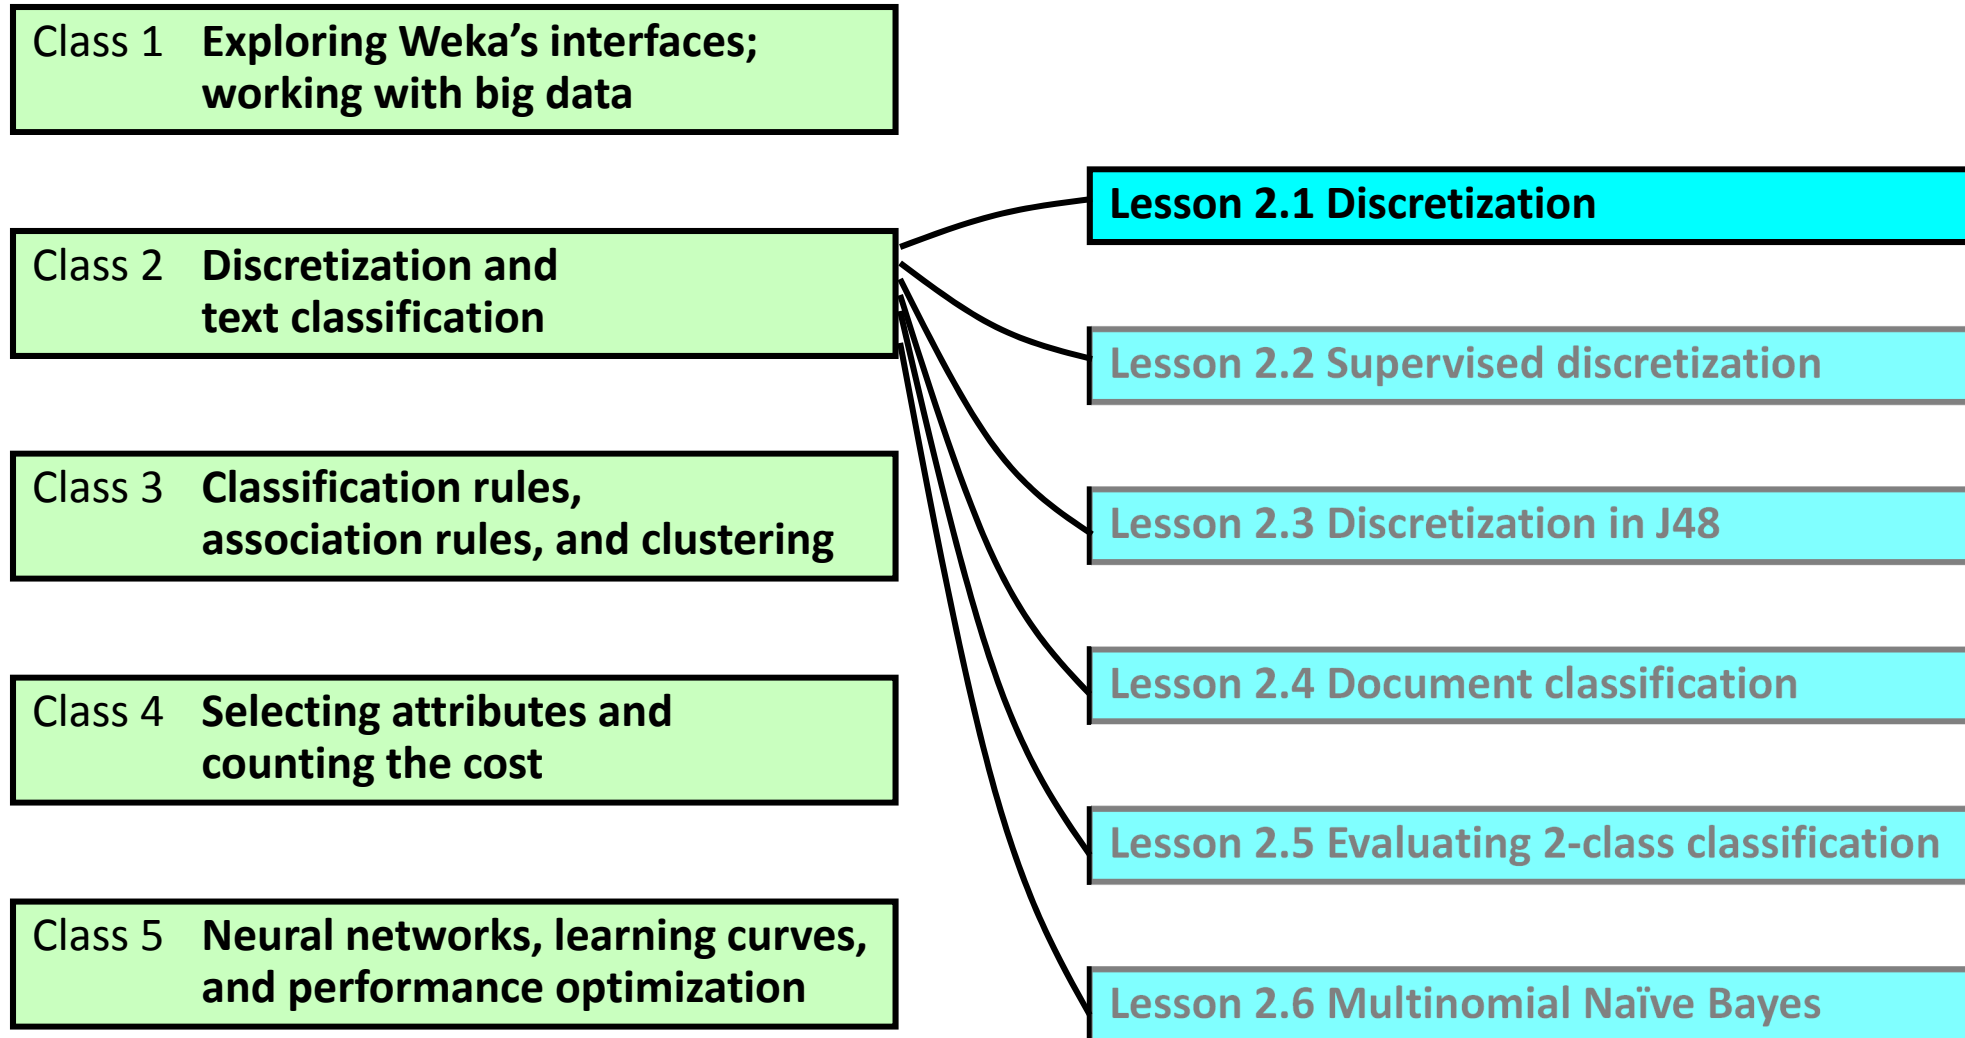 Class 1 Exploring Weka's interfaces;
working with big data
Class 2 Discretization and
text classification
Class 3 Classification rules,
association rules, and clustering
Class 4 Selecting attributes and
counting the cost
Class 5 Neural networks, learning curves,
and performance optimization
Lesson 2.1 Discretization
Lesson 2.2 Supervised discretization
Lesson 2.3 Discretization in J48
Lesson 2.4 Document classification
Lesson 2.5 Evaluating 2-class classification
Lesson 2.6 Multinomial Naïve Bayes